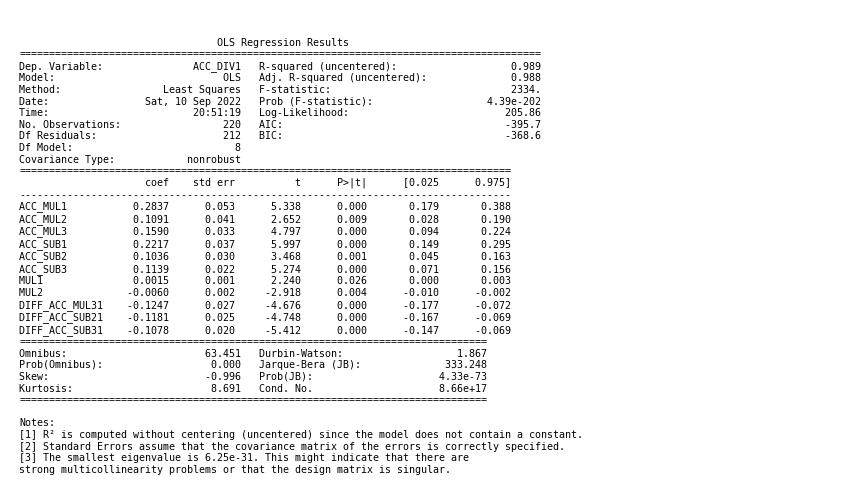 OLS Regression Results
==============================================================================
Dep. Variable: ACC_DIV1 R-squared (uncentered): 0.989
Model: OLS Adj. R-squared (uncentered): 0.988
Method: Least Squares F-statistic: 2334.
Date: Sat, 10 Sep 2022 Prob (F-statistic): 4.39e-202
Time: 20:51:19 Log-Likelihood: 205.86
No. Observations: 220 AIC: -395.7
Df Residuals: 212 BIC: -368.6
Df Model: 8
Covariance Type: nonrobust
==============================================================================
coef std err t P>|t| [0.025 0.975]
------------------------------------------------------------------------------
ACC_MUL1 0.2837 0.053 5.338 0.000 0.179 0.388
ACC_MUL2 0.1091 0.041 2.652 0.009 0.028 0.190
ACC_MUL3 0.1590 0.033 4.797 0.000 0.094 0.224
ACC_SUB1 0.2217 0.037 5.997 0.000 0.149 0.295
ACC_SUB2 0.1036 0.030 3.468 0.001 0.045 0.163
ACC_SUB3 0.1139 0.022 5.274 0.000 0.071 0.156
MUL1 0.0015 0.001 2.240 0.026 0.000 0.003
MUL2 -0.0060 0.002 -2.918 0.004 -0.010 -0.002
DIFF_ACC_MUL31 -0.1247 0.027 -4.676 0.000 -0.177 -0.072
DIFF_ACC_SUB21 -0.1181 0.025 -4.748 0.000 -0.167 -0.069
DIFF_ACC_SUB31 -0.1078 0.020 -5.412 0.000 -0.147 -0.069
==============================================================================
Omnibus: 63.451 Durbin-Watson: 1.867
Prob(Omnibus): 0.000 Jarque-Bera (JB): 333.248
Skew: -0.996 Prob(JB): 4.33e-73
Kurtosis: 8.691 Cond. No. 8.66e+17
==============================================================================
Notes:
[1] R² is computed without centering (uncentered) since the model does not contain a constant.
[2] Standard Errors assume that the covariance matrix of the errors is correctly specified.
[3] The smallest eigenvalue is 6.25e-31. This might indicate that there are
strong multicollinearity problems or that the design matrix is singular.